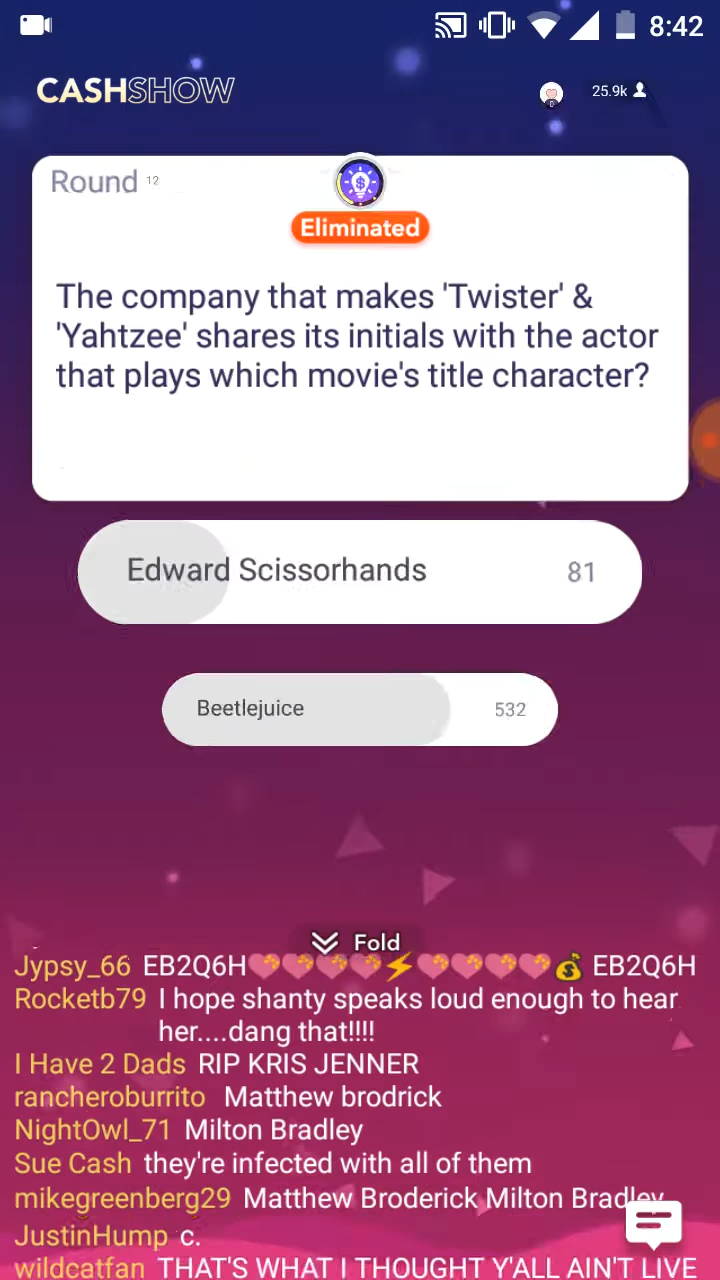 8:42
CASHSHOW
25.9k
Round 12
Eliminated
The company that makes 'Twister' &
'Yahtzee' shares its initials with the actor
that plays which movie's title character?
Edward Scissorhands 81
Beetlejuice 532
Fold
Jypsy_66 EB2Q6H💝💝💝💝⚡💝💝💝💝💰 EB2Q6H
Rocketb79 I hope shanty speaks loud enough to hear
her....dang that!!!!
I Have 2 Dads RIP KRIS JENNER
rancheroburrito Matthew brodrick
NightOwl_71 Milton Bradley
Sue Cash they're infected with all of them
mikegreenberg29 Matthew Broderick Milton Bradley
JustinHump c.
wildcatfan THAT'S WHAT I THOUGHT Y'ALL AIN'T LIVE